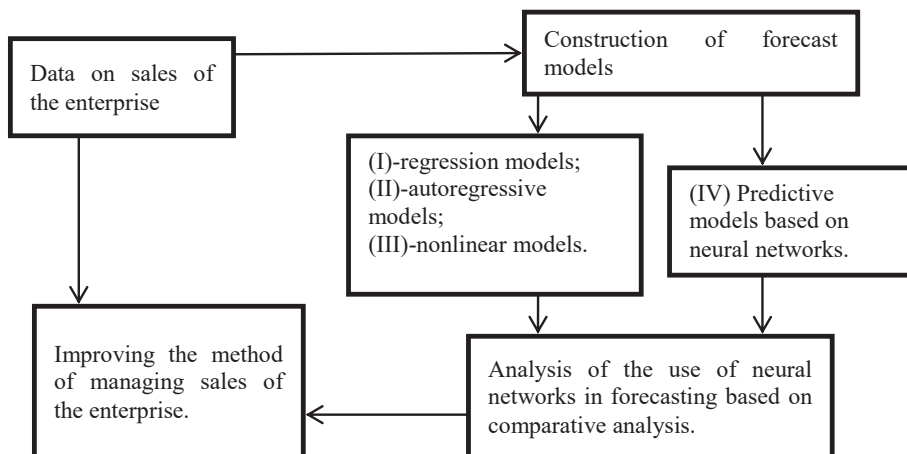 Data on sales of
the enterprise
Construction of forecast
models
(I)-regression models;
(II)-autoregressive
models;
(III)-nonlinear models.
(IV) Predictive
models based on
neural networks.
Improving the method
of managing sales of
the enterprise.
Analysis of the use of neural
networks in forecasting based on
comparative analysis.